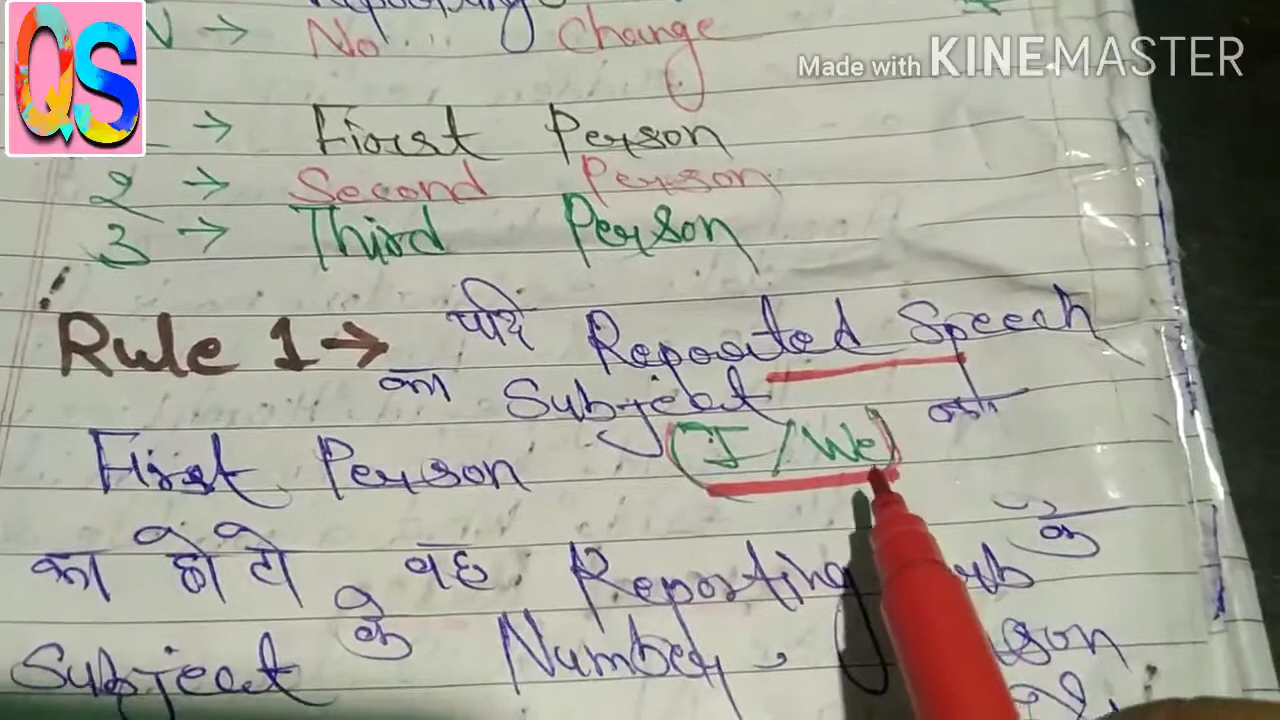 QS
Made with KINEMASTER
Reporting
→ No... Change
→ First Person
2 → Second Person
3 → Third Person
Rule 1 → यदि Reported Speech
का Subject
First Person (I/We)
का हो तो वह Reporting के
Subject के Number,